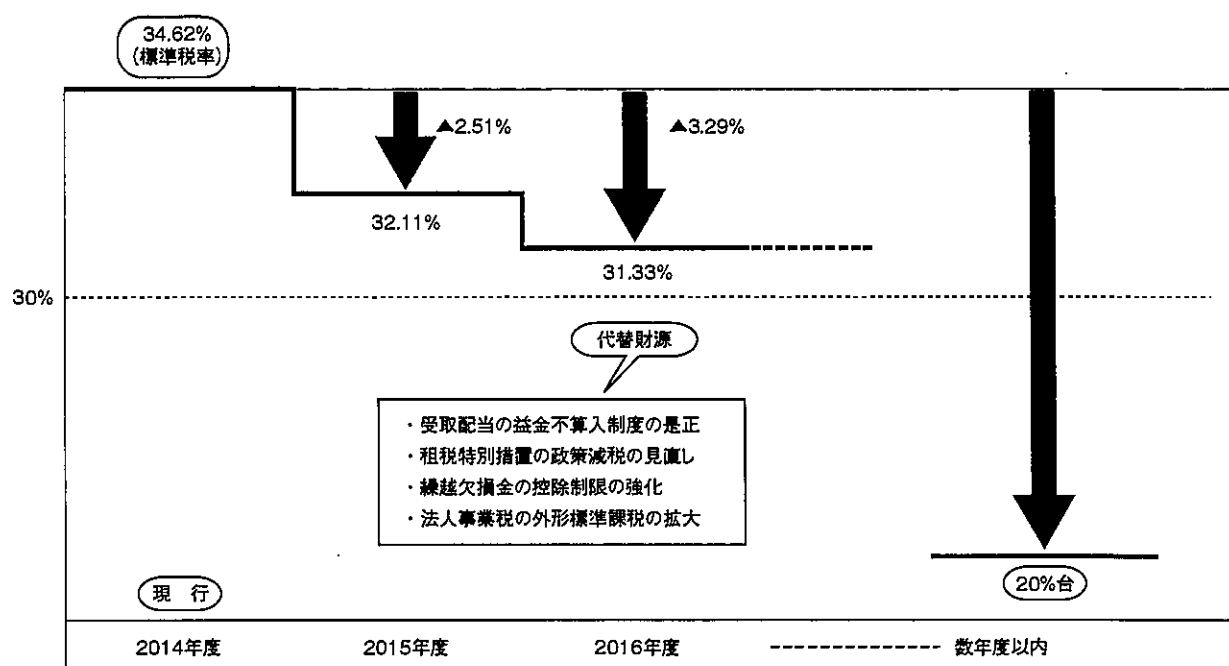 34.62%
(標準税率)
▲2.51%
▲3.29%
32.11%
31.33%
30%
代替財源
・受取配当の益金不算入制度の是正
・租税特別措置の政策減税の見直し
・繰越欠損金の控除制限の強化
・法人事業税の外形標準課税の拡大
現 行
20%台
2014年度
2015年度
2016年度
数年度以内